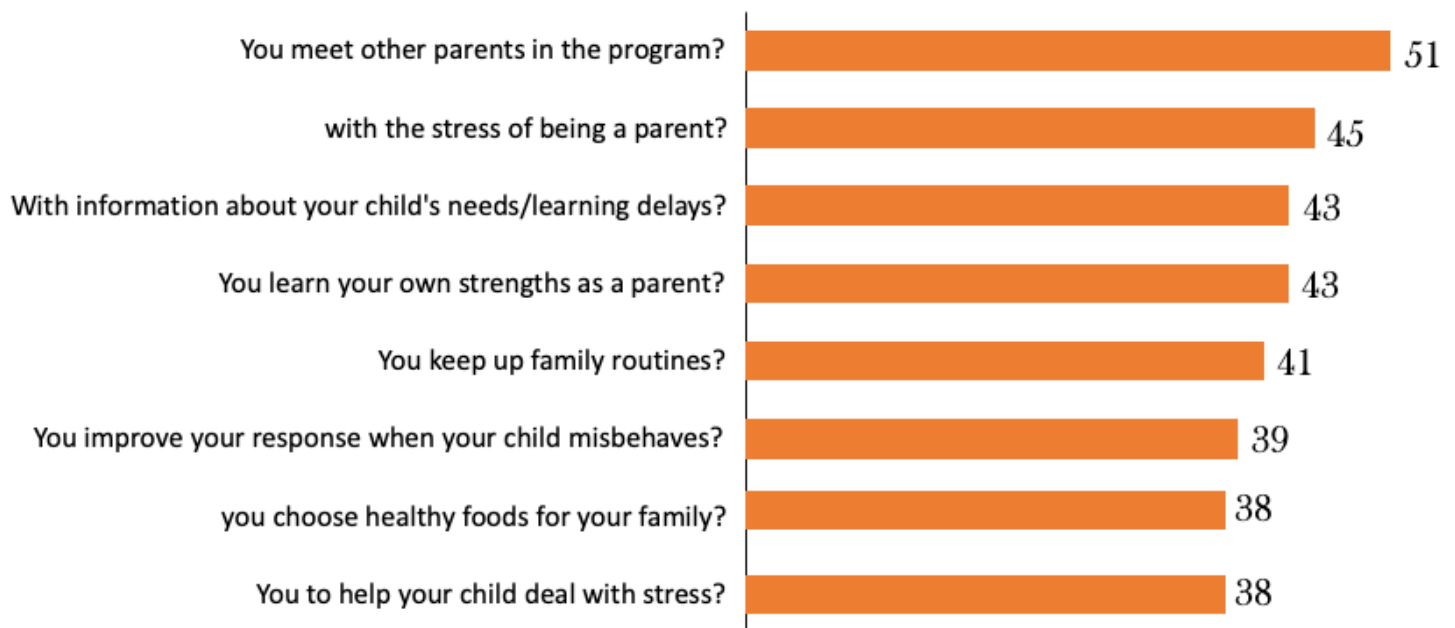 You meet other parents in the program? 51
with the stress of being a parent? 45
With information about your child's needs/learning delays? 43
You learn your own strengths as a parent? 43
You keep up family routines? 41
You improve your response when your child misbehaves? 39
you choose healthy foods for your family? 38
You to help your child deal with stress? 38